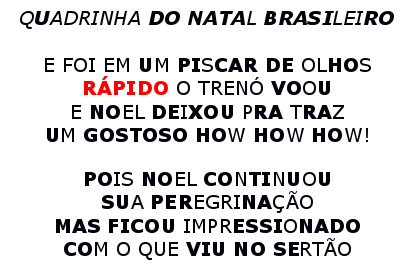 QUADRINHA DO NATAL BRASILEIRO
E FOI EM UM PISCAR DE OLHOS
RÁPIDO O TRENÓ VOOU
E NOEL DEIXOU PRA TRAZ
UM GOSTOSO HOW HOW HOW!
POIS NOEL CONTINUOU
SUA PEREGRINAÇÃO
MAS FICOU IMPRESSIONADO
COM O QUE VIU NO SERTÃO